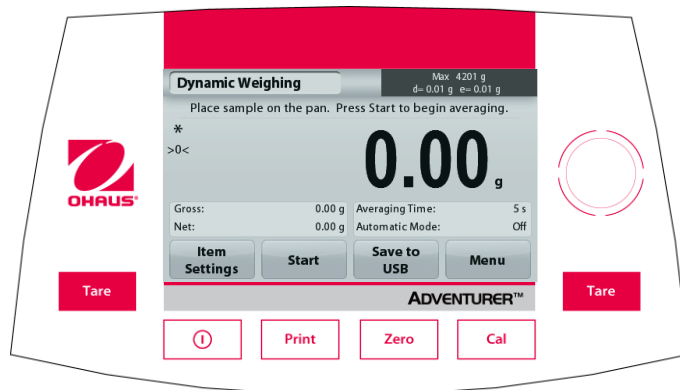 Dynamic Weighing
Max 4201 g
d= 0.01 g e= 0.01 g
Place sample on the pan. Press Start to begin averaging.
*
>0<
0.00 g
OHAUS®
Gross: 0.00 g Averaging Time: 5 s
Net: 0.00 g Automatic Mode: Off
Item
Settings
Start
Save to
USB
Menu
Tare
ADVENTURER™
Tare
Print
Zero
Cal